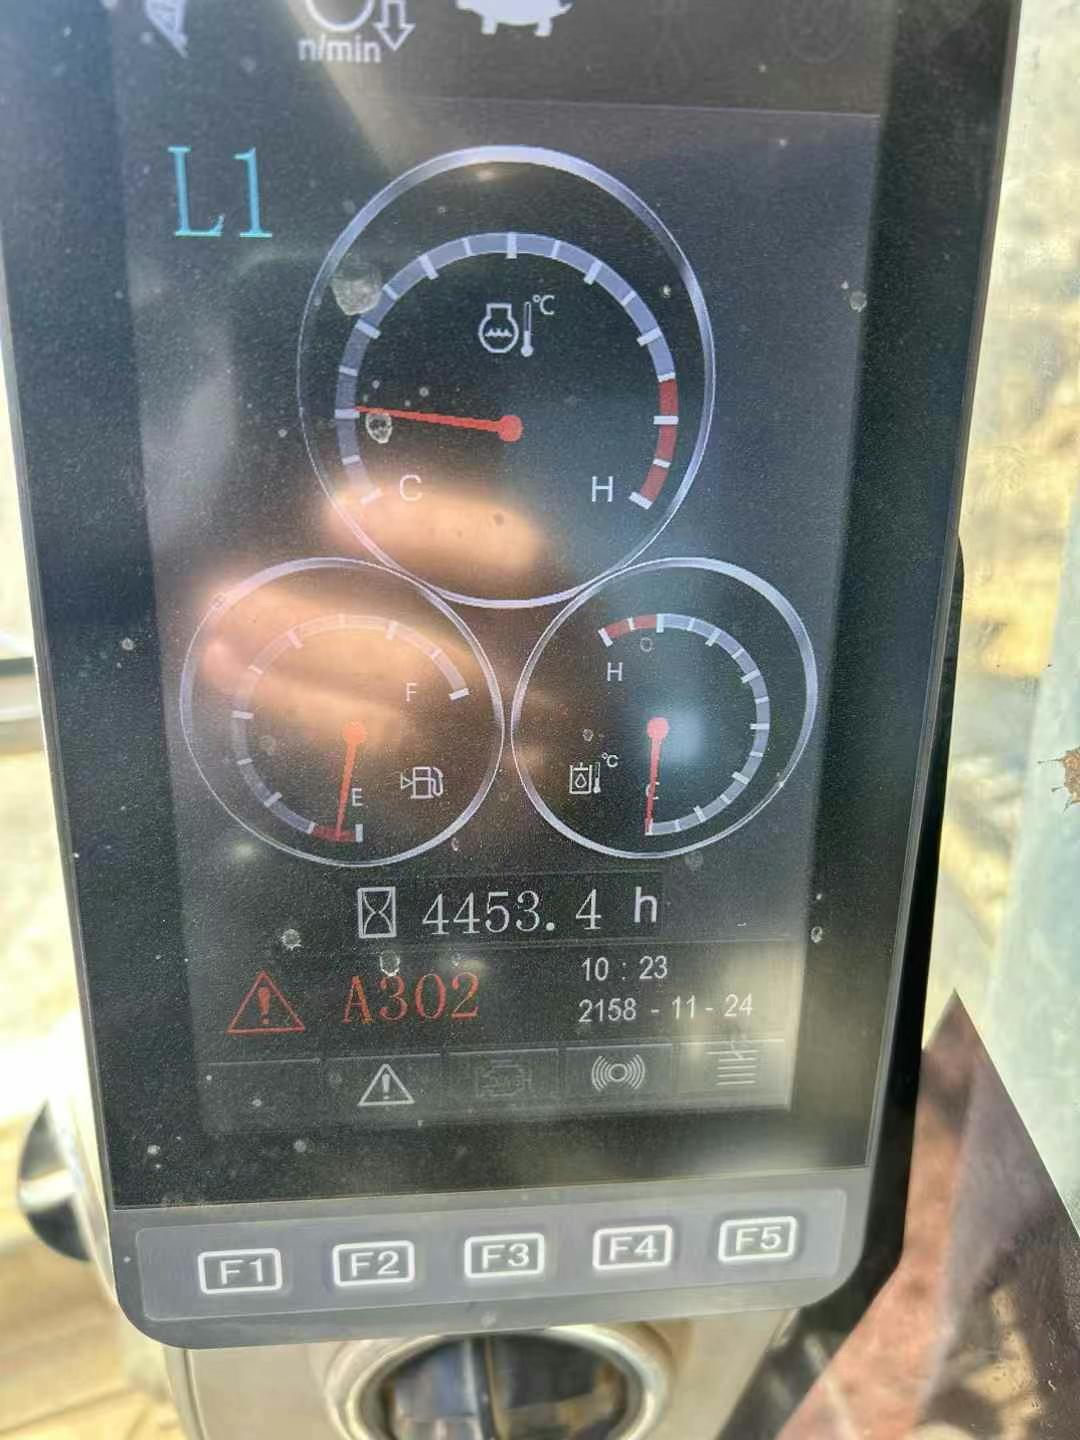 n/min
L1
℃
C H
F
H
E
℃
C
4453.4 h
A302
10 : 23
2158 - 11 - 24
F1 F2 F3 F4 F5